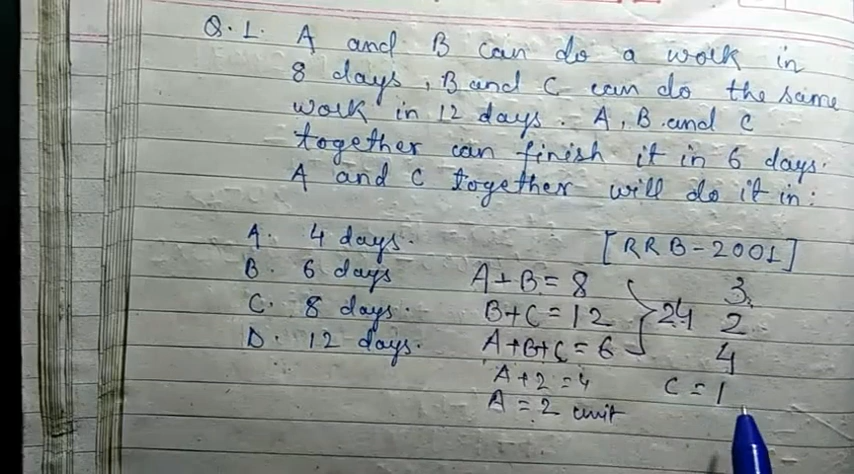 Q.1. A and B can do a work in
8 days, B and C can do the same
work in 12 days. A, B and C
together can finish it in 6 days.
A and C together will do it in:
A. 4 days.
[RRB-2001]
B. 6 days
A+B=8
3
C. 8 days.
B+C=12
24
2
D. 12 days.
A+B+C=6
4
A+2=4
C=1
A=2 unit